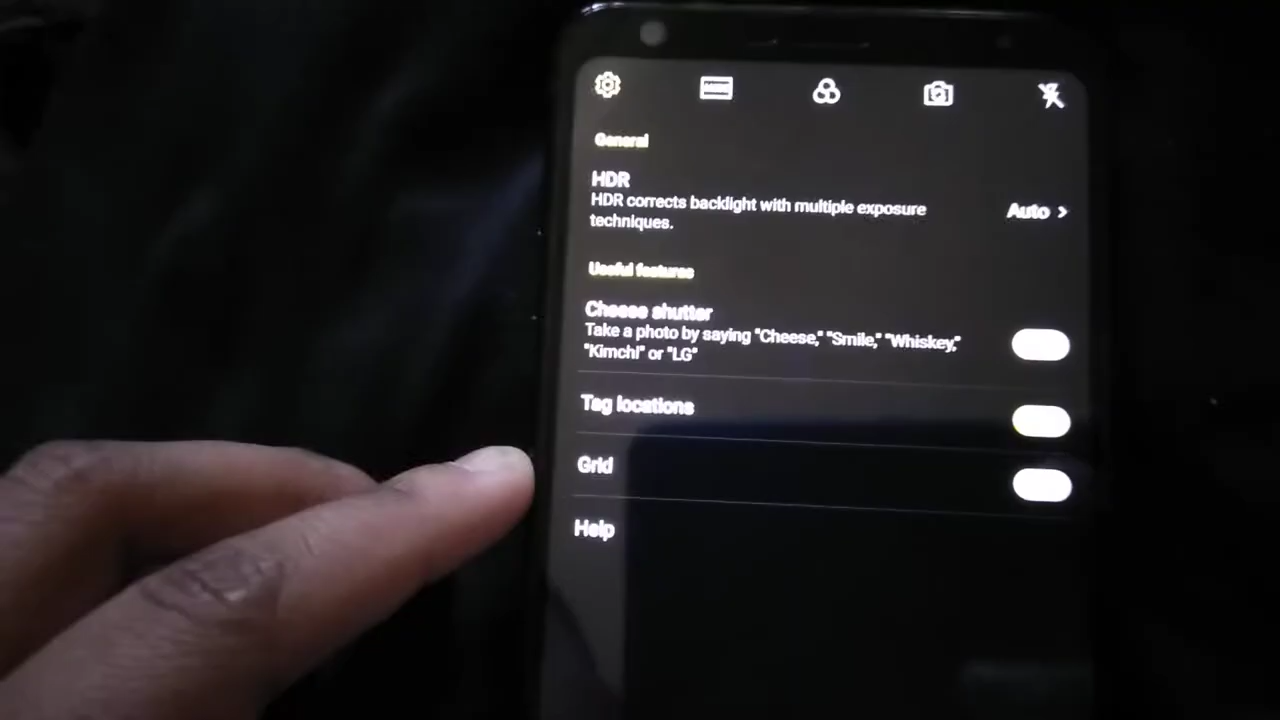 General
HDR
HDR corrects backlight with multiple exposure
techniques.
Auto >
Useful features
Cheese shutter
Take a photo by saying "Cheese," "Smile," "Whiskey,"
"Kimchi" or "LG"
Tag locations
Grid
Help